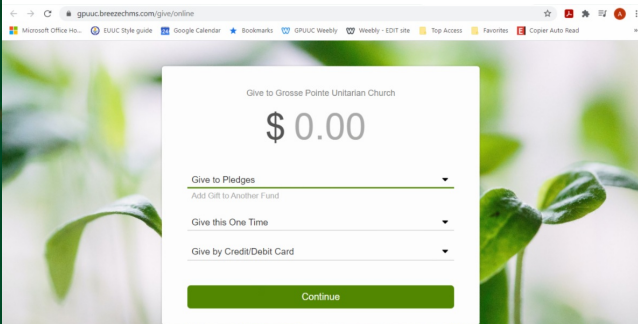 gpuuc.breezechms.com/give/online
Microsoft Office Ho... EUUC Style guide Google Calendar Bookmarks GPUUC Weebly Weebly - EDIT site Top Access Favorites Copier Auto Read
Give to Grosse Pointe Unitarian Church
$ 0.00
Give to Pledges
Add Gift to Another Fund
Give this One Time
Give by Credit/Debit Card
Continue